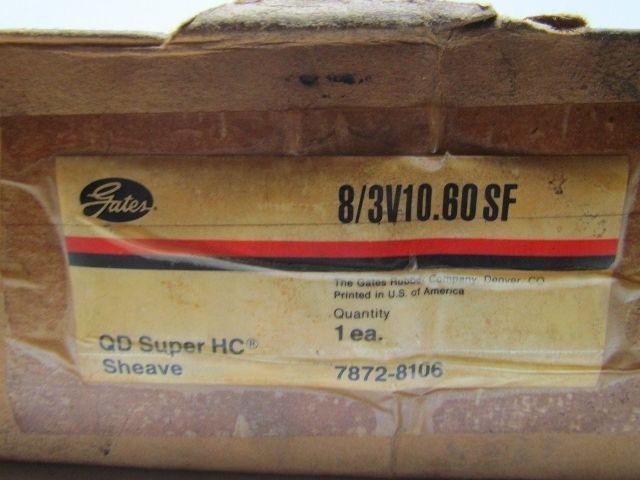 Gates
8/3V10.60 SF
The Gates Rubber Company, Denver, CO
Printed in U.S. of America
Quantity
1 ea.
QD Super HC®
Sheave
7872-8106